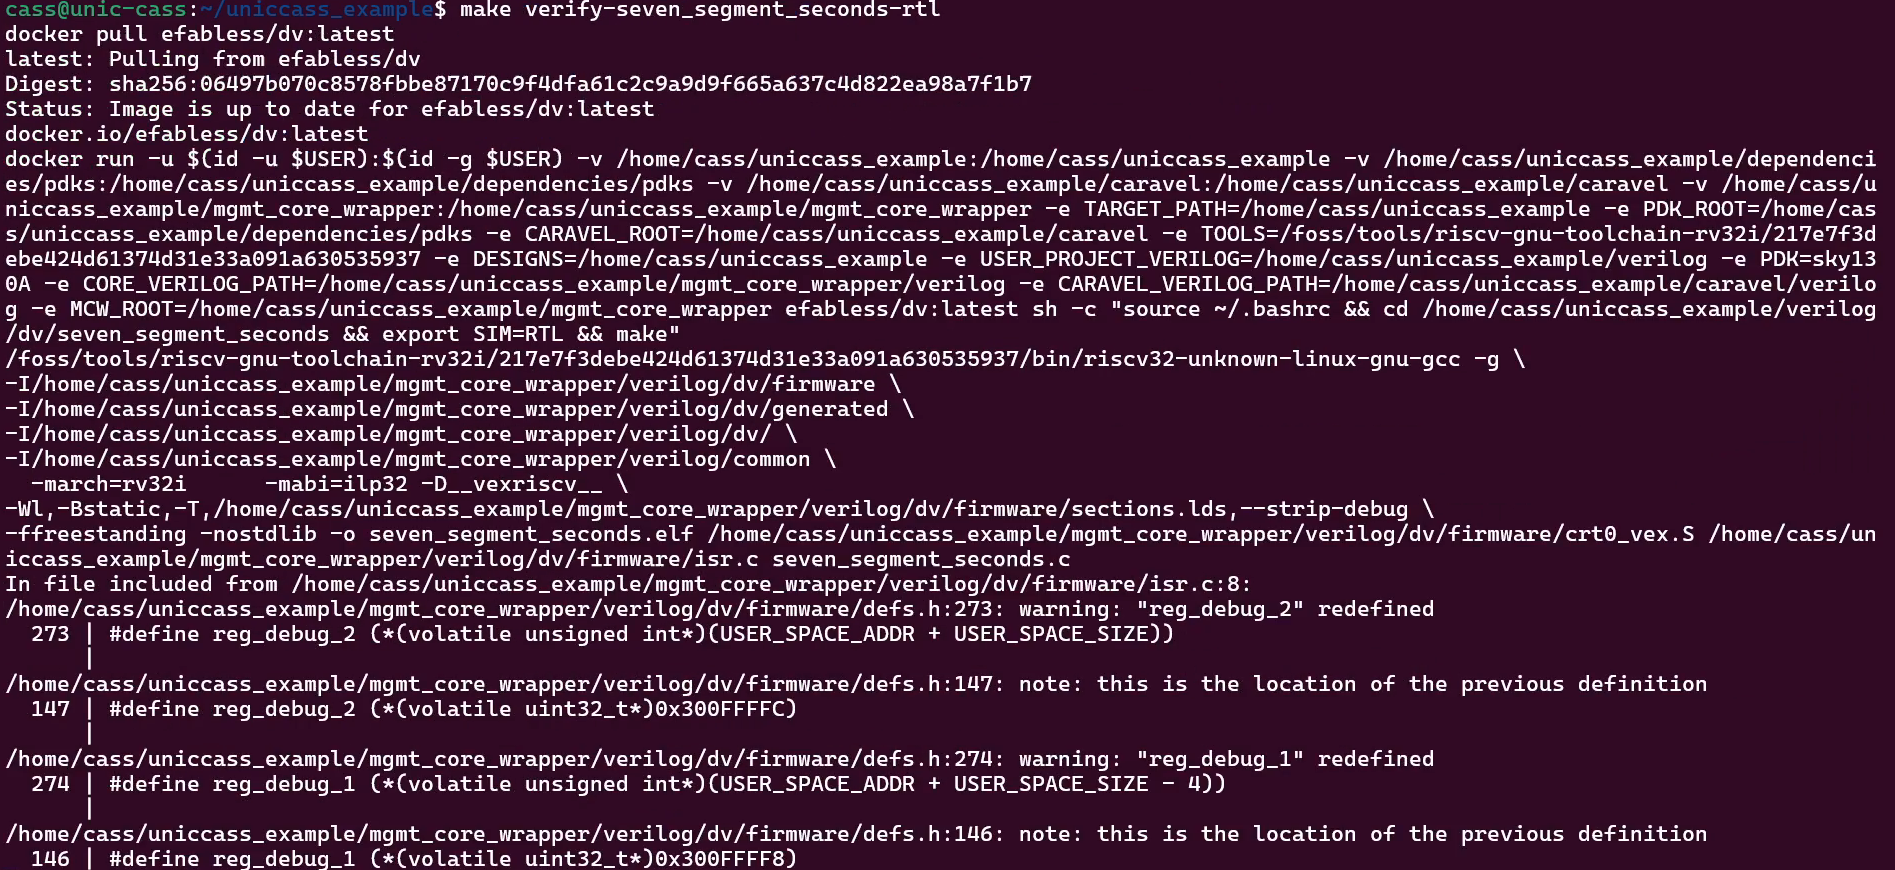 cass@unic-cass:~/uniccass_example$ make verify-seven_segment_seconds-rtl
docker pull efabless/dv:latest
latest: Pulling from efabless/dv
Digest: sha256:06497b070c8578fbbe87170c9f4dfa61c2c9a9d9f665a637c4d822ea98a7f1b7
Status: Image is up to date for efabless/dv:latest
docker.io/efabless/dv:latest
docker run -u $(id -u $USER):$(id -g $USER) -v /home/cass/uniccass_example:/home/cass/uniccass_example -v /home/cass/uniccass_example/dependenci
es/pdks:/home/cass/uniccass_example/dependencies/pdks -v /home/cass/uniccass_example/caravel:/home/cass/uniccass_example/caravel -v /home/cass/u
niccass_example/mgmt_core_wrapper:/home/cass/uniccass_example/mgmt_core_wrapper -e TARGET_PATH=/home/cass/uniccass_example -e PDK_ROOT=/home/cas
s/uniccass_example/dependencies/pdks -e CARAVEL_ROOT=/home/cass/uniccass_example/caravel -e TOOLS=/foss/tools/riscv-gnu-toolchain-rv32i/217e7f3d
ebe424d61374d31e33a091a630535937 -e DESIGNS=/home/cass/uniccass_example -e USER_PROJECT_VERILOG=/home/cass/uniccass_example/verilog -e PDK=sky13
0A -e CORE_VERILOG_PATH=/home/cass/uniccass_example/mgmt_core_wrapper/verilog -e CARAVEL_VERILOG_PATH=/home/cass/uniccass_example/caravel/verilo
g -e MCW_ROOT=/home/cass/uniccass_example/mgmt_core_wrapper efabless/dv:latest sh -c "source ~/.bashrc && cd /home/cass/uniccass_example/verilog
/dv/seven_segment_seconds && export SIM=RTL && make"
/foss/tools/riscv-gnu-toolchain-rv32i/217e7f3debe424d61374d31e33a091a630535937/bin/riscv32-unknown-linux-gnu-gcc -g \
-I/home/cass/uniccass_example/mgmt_core_wrapper/verilog/dv/firmware \
-I/home/cass/uniccass_example/mgmt_core_wrapper/verilog/dv/generated \
-I/home/cass/uniccass_example/mgmt_core_wrapper/verilog/dv/ \
-I/home/cass/uniccass_example/mgmt_core_wrapper/verilog/common \
  -march=rv32i      -mabi=ilp32 -D__vexriscv__ \
-Wl,-Bstatic,-T,/home/cass/uniccass_example/mgmt_core_wrapper/verilog/dv/firmware/sections.lds,--strip-debug \
-ffreestanding -nostdlib -o seven_segment_seconds.elf /home/cass/uniccass_example/mgmt_core_wrapper/verilog/dv/firmware/crt0_vex.S /home/cass/un
iccass_example/mgmt_core_wrapper/verilog/dv/firmware/isr.c seven_segment_seconds.c
In file included from /home/cass/uniccass_example/mgmt_core_wrapper/verilog/dv/firmware/isr.c:8:
/home/cass/uniccass_example/mgmt_core_wrapper/verilog/dv/firmware/defs.h:273: warning: "reg_debug_2" redefined
  273 | #define reg_debug_2 (*(volatile unsigned int*)(USER_SPACE_ADDR + USER_SPACE_SIZE))
      |
/home/cass/uniccass_example/mgmt_core_wrapper/verilog/dv/firmware/defs.h:147: note: this is the location of the previous definition
  147 | #define reg_debug_2 (*(volatile uint32_t*)0x300FFFFC)
      |
/home/cass/uniccass_example/mgmt_core_wrapper/verilog/dv/firmware/defs.h:274: warning: "reg_debug_1" redefined
  274 | #define reg_debug_1 (*(volatile unsigned int*)(USER_SPACE_ADDR + USER_SPACE_SIZE - 4))
      |
/home/cass/uniccass_example/mgmt_core_wrapper/verilog/dv/firmware/defs.h:146: note: this is the location of the previous definition
  146 | #define reg_debug_1 (*(volatile uint32_t*)0x300FFFF8)